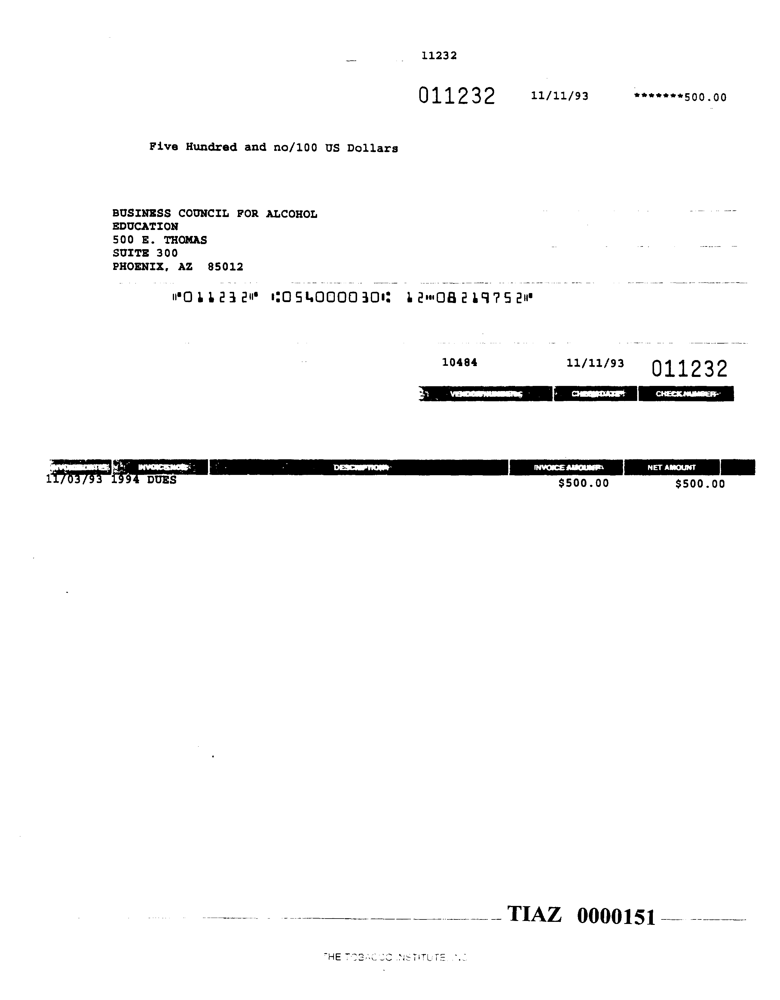 11232
011232 11/11/93 *******500.00
Five Hundred and no/100 US Dollars
BUSINESS COUNCIL FOR ALCOHOL
EDUCATION
500 E. THOMAS
SUITE 300
PHOENIX, AZ 85012
⑈011232⑈ ⑆054000030⑆ 12⑉08219752⑈
10484 11/11/93 011232
VENDOR NUMBER CHECK DATE CHECK NUMBER
INVOICE DATE INVOICE NO. DESCRIPTION INVOICE AMOUNT NET AMOUNT
11/03/93 1994 DUES $500.00 $500.00
TIAZ 0000151
THE TOBACCO INSTITUTE, INC.